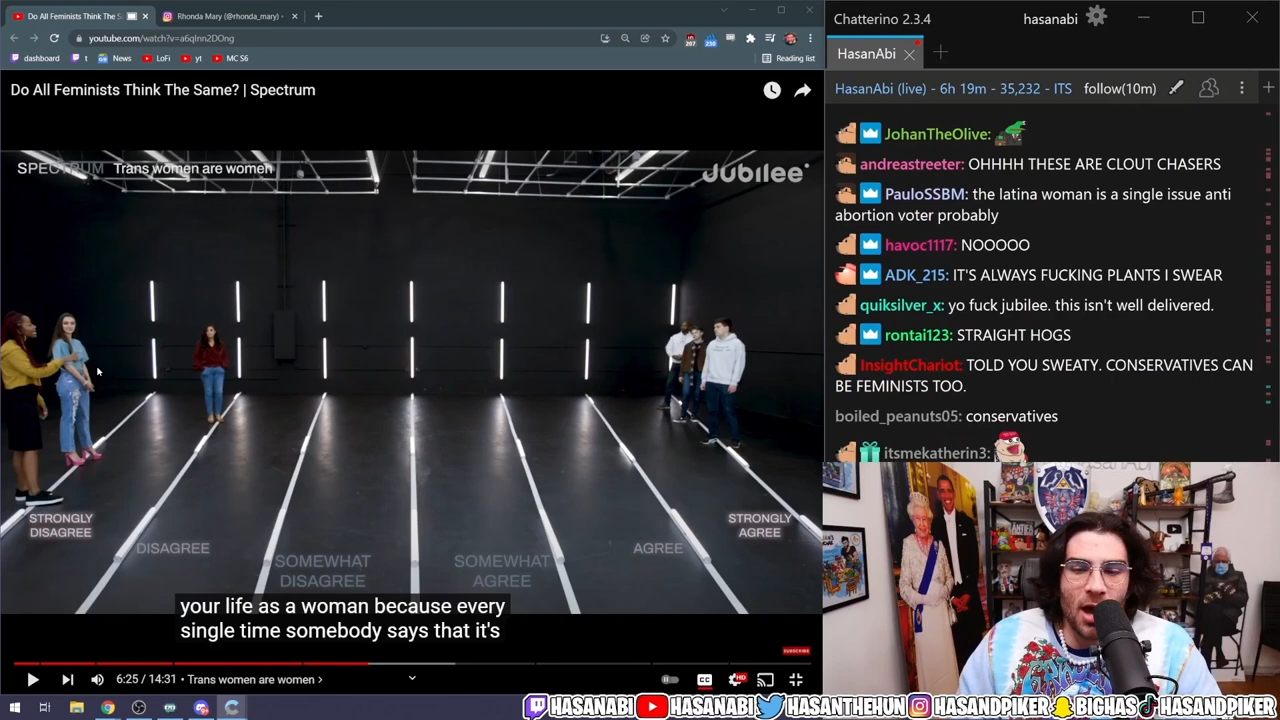 Do All Feminists Think The S
Rhonda Mary (@rhonda_mary) •
youtube.com/watch?v=a6qlnn2DOng
207
230
dashboard
t
News
LoFi
yt
MC S6
Reading list
Do All Feminists Think The Same? | Spectrum
SPECTRUM Trans women are women
Jubilee
STRONGLY
DISAGREE
DISAGREE
SOMEWHAT
DISAGREE
SOMEWHAT
AGREE
AGREE
STRONGLY
AGREE
your life as a woman because every
single time somebody says that it's
SUBSCRIBE
6:25 / 14:31 • Trans women are women
CC
HD
Chatterino 2.3.4
hasanabi
HasanAbi
HasanAbi (live) - 6h 19m - 35,232 - ITS
follow(10m)
JohanTheOlive:
andreastreeter: OHHHH THESE ARE CLOUT CHASERS
PauloSSBM: the latina woman is a single issue anti
abortion voter probably
havoc1117: NOOOOO
ADK_215: IT'S ALWAYS FUCKING PLANTS I SWEAR
quiksilver_x: yo fuck jubilee. this isn't well delivered.
rontai123: STRAIGHT HOGS
InsightChariot: TOLD YOU SWEATY. CONSERVATIVES CAN
BE FEMINISTS TOO.
boiled_peanuts05: conservatives
itsmekatherin3:
HASANABI
HASANABI
HASANTHEHUN
HASANDPIKER
BIGHAS
HASANDPIKER